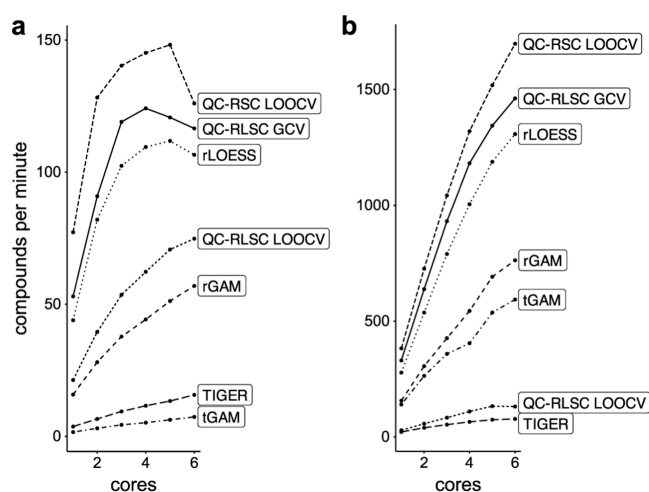 a
compounds per minute
150
100
50
0
QC-RSC LOOCV
QC-RLSC GCV
rLOESS
QC-RLSC LOOCV
rGAM
TIGER
tGAM
2 4 6
cores
b
1500
1000
500
0
QC-RSC LOOCV
QC-RLSC GCV
rLOESS
rGAM
tGAM
QC-RLSC LOOCV
TIGER
2 4 6
cores